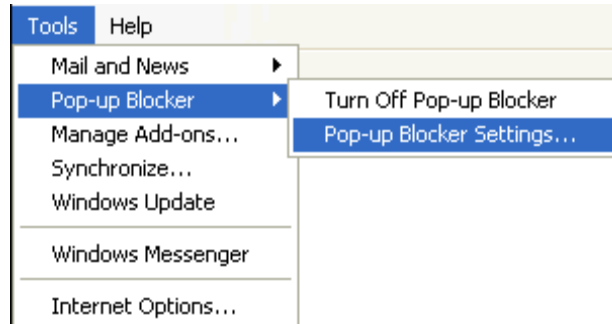 Tools Help
Mail and News
Pop-up Blocker
Turn Off Pop-up Blocker
Manage Add-ons...
Pop-up Blocker Settings...
Synchronize...
Windows Update
Windows Messenger
Internet Options...